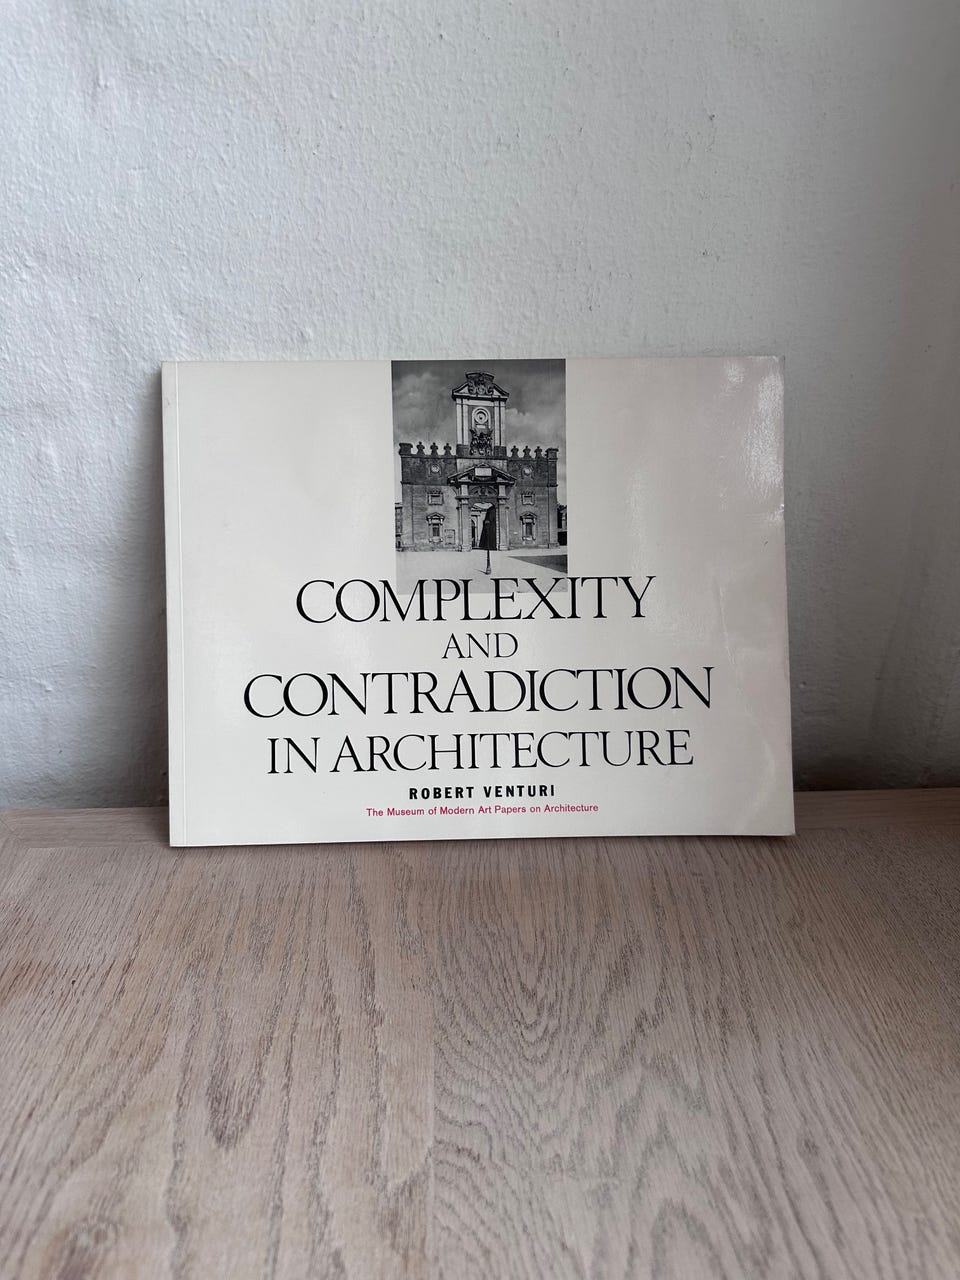 COMPLEXITY
AND
CONTRADICTION
IN ARCHITECTURE
ROBERT VENTURI
The Museum of Modern Art Papers on Architecture